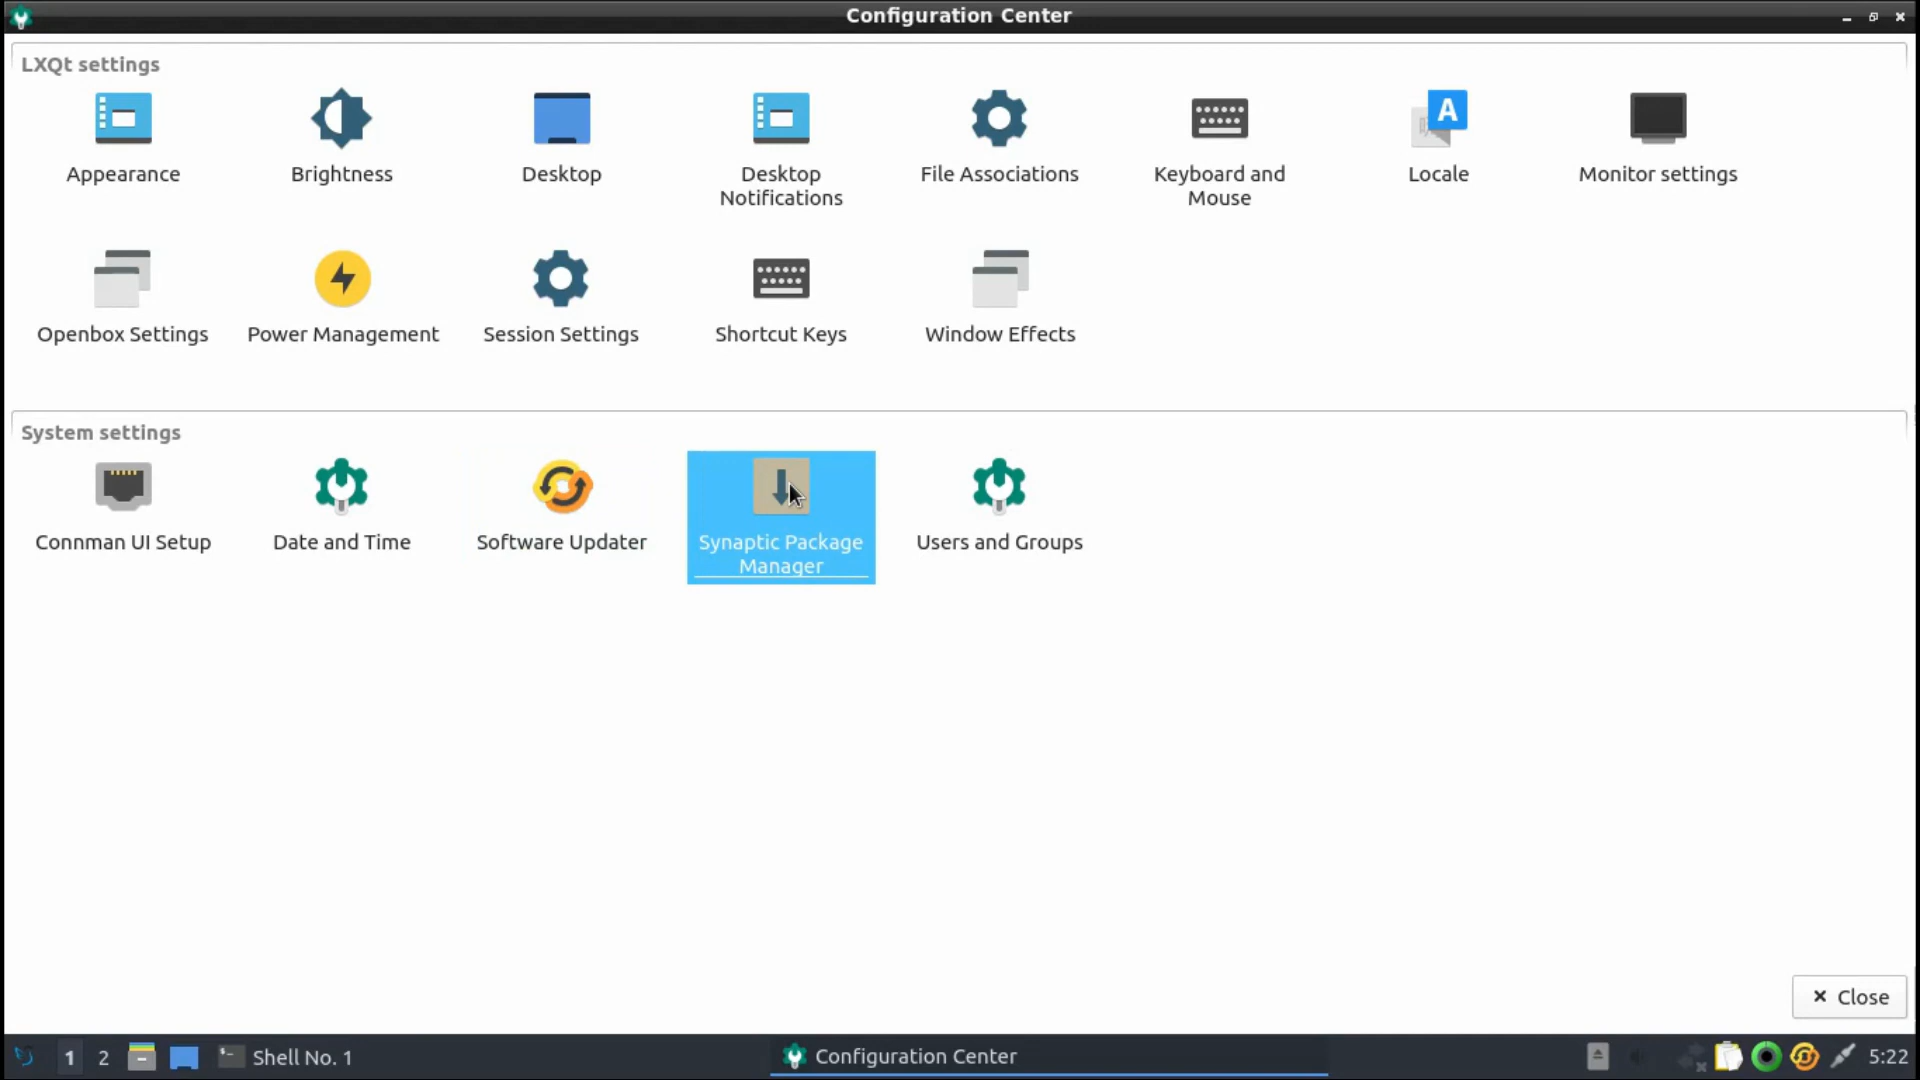 Configuration Center
LXQt settings
Appearance
Brightness
Desktop
Desktop
Notifications
File Associations
Keyboard and
Mouse
A
Locale
Monitor settings
Openbox Settings
Power Management
Session Settings
Shortcut Keys
Window Effects
System settings
Connman UI Setup
Date and Time
Software Updater
Synaptic Package
Manager
Users and Groups
Close
1
2
Shell No. 1
Configuration Center
5:22